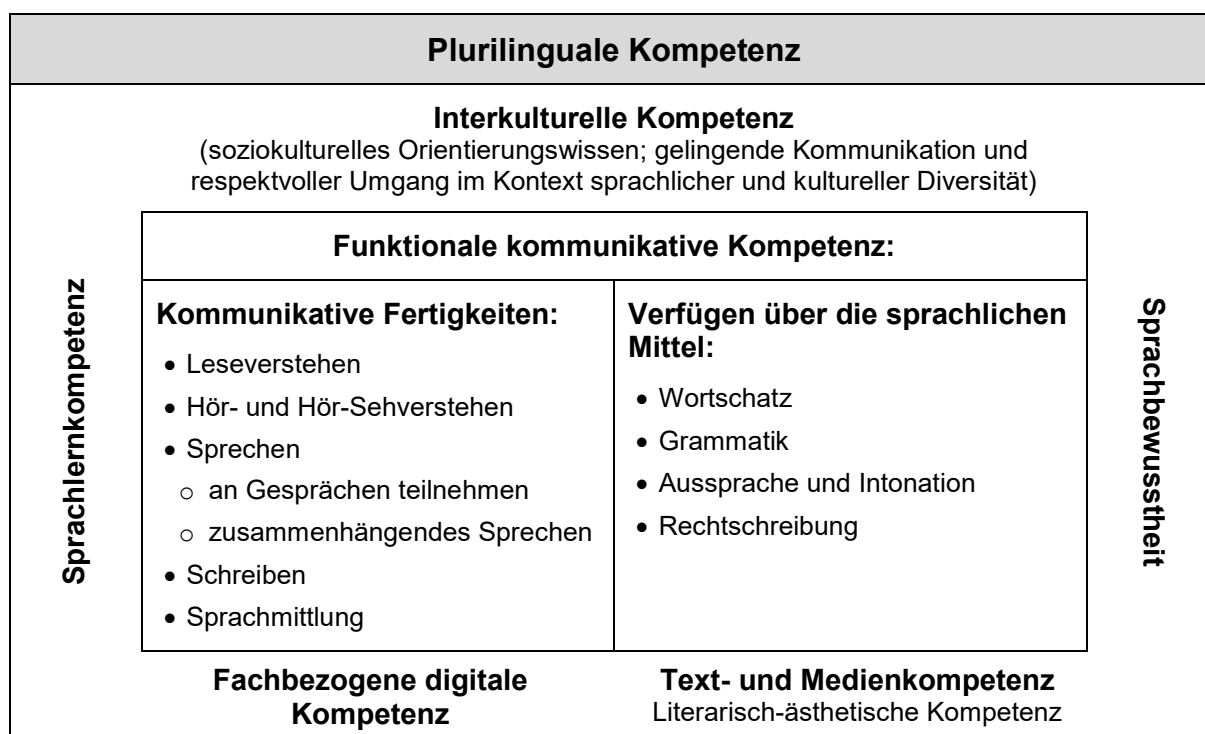 Plurilinguale Kompetenz
Interkulturelle Kompetenz
(soziokulturelles Orientierungswissen; gelingende Kommunikation und
respektvoller Umgang im Kontext sprachlicher und kultureller Diversität)
Sprachlernkompetenz
Funktionale kommunikative Kompetenz:
Kommunikative Fertigkeiten:
• Leseverstehen
• Hör- und Hör-Sehverstehen
• Sprechen
o an Gesprächen teilnehmen
o zusammenhängendes Sprechen
• Schreiben
• Sprachmittlung
Verfügen über die sprachlichen
Mittel:
• Wortschatz
• Grammatik
• Aussprache und Intonation
• Rechtschreibung
Sprachbewusstheit
Fachbezogene digitale
Kompetenz
Text- und Medienkompetenz
Literarisch-ästhetische Kompetenz